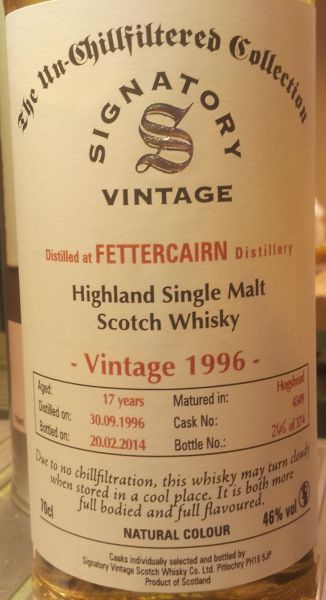 The Un-Chillfiltered Collection
SIGNATORY
S
VINTAGE
Distilled at FETTERCAIRN Distillery
Highland Single Malt
Scotch Whisky
- Vintage 1996 -
Aged: 17 years Matured in: Hogshead
Distilled on: 30.09.1996 Cask No.: 4349
Bottled on: 20.02.2014 Bottle No.: 246 of 374
Due to no chillfiltration, this whisky may turn cloudy
when stored in a cool place. It is both more
full bodied and full flavoured.
70cl 46% vol
NATURAL COLOUR
Casks individually selected and bottled by
Signatory Vintage Scotch Whisky Co. Ltd. Pitlochry PH16 5JP
Product of Scotland